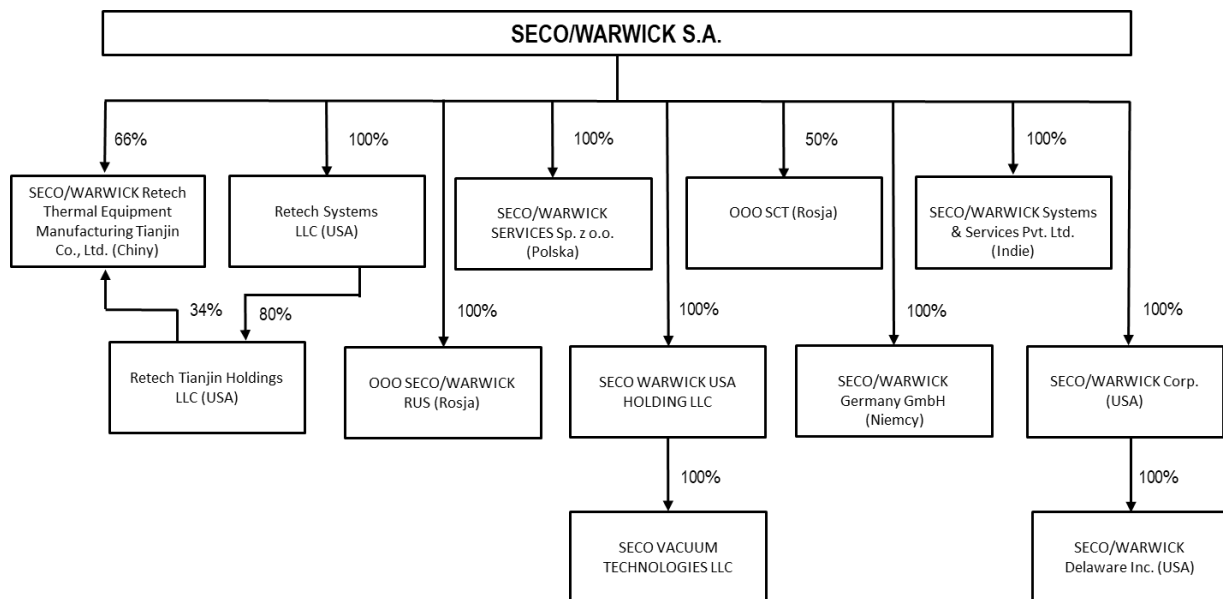 SECO/WARWICK S.A.
66%
100%
100%
50%
100%
SECO/WARWICK Retech
Thermal Equipment
Manufacturing Tianjin
Co., Ltd. (Chiny)
Retech Systems
LLC (USA)
SECO/WARWICK
SERVICES Sp. z o.o.
(Polska)
OOO SCT (Rosja)
SECO/WARWICK Systems
& Services Pvt. Ltd.
(Indie)
34%
80%
100%
100%
100%
100%
Retech Tianjin Holdings
LLC (USA)
OOO SECO/WARWICK
RUS (Rosja)
SECO WARWICK USA
HOLDING LLC
SECO/WARWICK
Germany GmbH
(Niemcy)
SECO/WARWICK Corp.
(USA)
100%
100%
SECO VACUUM
TECHNOLOGIES LLC
SECO/WARWICK
Delaware Inc. (USA)